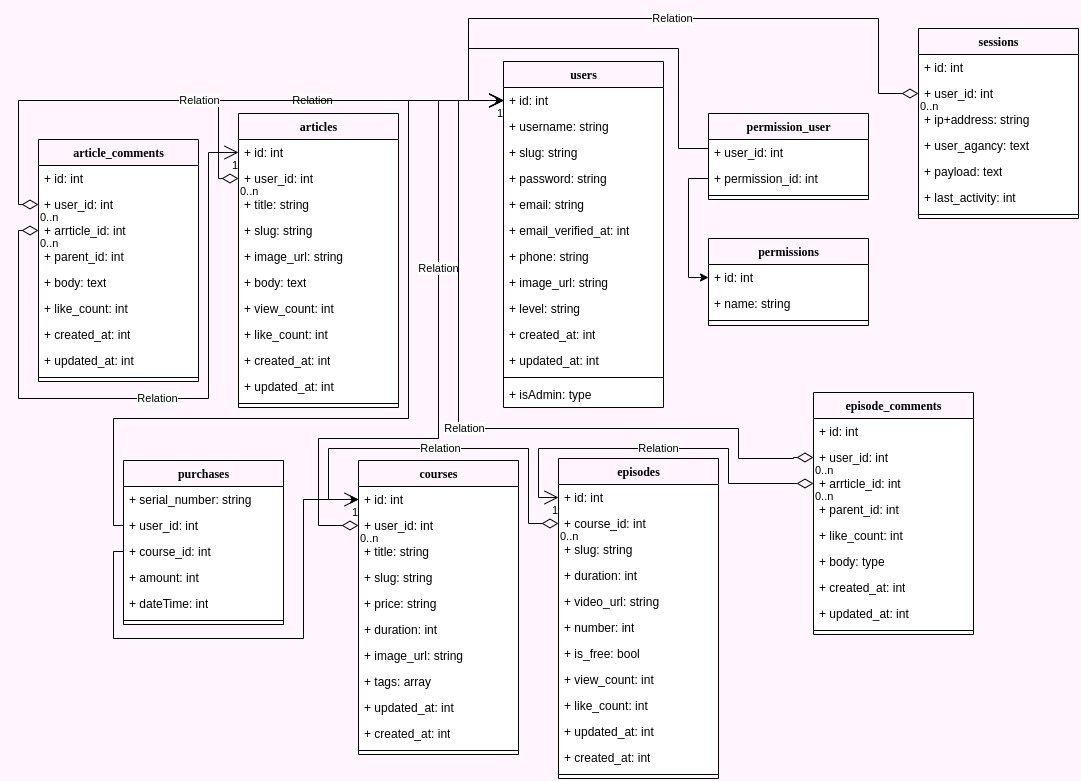 Relation
sessions
+ id: int
+ user_id: int
0..n
+ ip+address: string
+ user_agancy: text
+ payload: text
+ last_activity: int
users
+ id: int
1
+ username: string
+ slug: string
+ password: string
+ email: string
+ email_verified_at: int
+ phone: string
+ image_url: string
+ level: string
+ created_at: int
+ updated_at: int
+ isAdmin: type
permission_user
+ user_id: int
+ permission_id: int
permissions
+ id: int
+ name: string
Relation
Relation
articles
+ id: int
1
+ user_id: int
0..n
+ title: string
+ slug: string
+ image_url: string
+ body: text
+ view_count: int
+ like_count: int
+ created_at: int
+ updated_at: int
article_comments
+ id: int
+ user_id: int
0..n
+ arrticle_id: int
0..n
+ parent_id: int
+ body: text
+ like_count: int
+ created_at: int
+ updated_at: int
Relation
Relation
purchases
+ serial_number: string
+ user_id: int
+ course_id: int
+ amount: int
+ dateTime: int
Relation
Relation
courses
+ id: int
1
+ user_id: int
0..n
+ title: string
+ slug: string
+ price: string
+ duration: int
+ image_url: string
+ tags: array
+ updated_at: int
+ created_at: int
Relation
episodes
+ id: int
1
+ course_id: int
0..n
+ slug: string
+ duration: int
+ video_url: string
+ number: int
+ is_free: bool
+ view_count: int
+ like_count: int
+ updated_at: int
+ created_at: int
episode_comments
+ id: int
+ user_id: int
0..n
+ arrticle_id: int
0..n
+ parent_id: int
+ like_count: int
+ body: type
+ created_at: int
+ updated_at: int